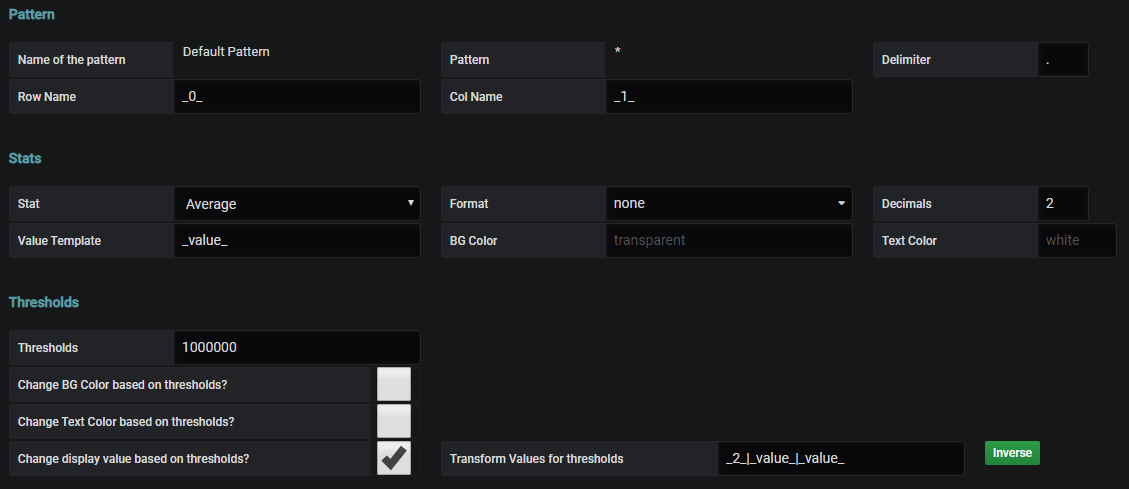 Pattern
Name of the pattern Default Pattern Pattern * Delimiter .
Row Name _0_ Col Name _1_
Stats
Stat Average Format none Decimals 2
Value Template _value_ BG Color transparent Text Color white
Thresholds
Thresholds 1000000
Change BG Color based on thresholds?
Change Text Color based on thresholds?
Change display value based on thresholds? Transform Values for thresholds _2_|_value_|_value_ Inverse